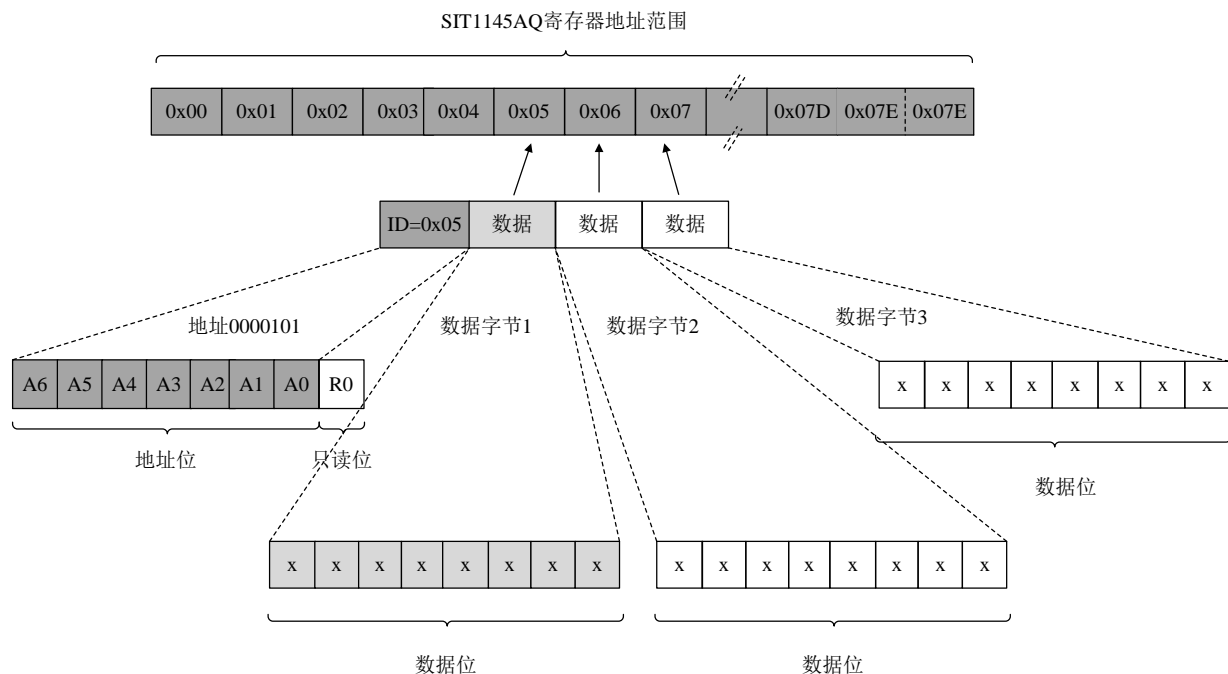 SIT1145AQ寄存器地址范围
0x00 0x01 0x02 0x03 0x04 0x05 0x06 0x07 0x07D 0x07E 0x07E
ID=0x05 数据 数据 数据
地址0000101 数据字节1 数据字节2 数据字节3
A6 A5 A4 A3 A2 A1 A0 R0 x x x x x x x x
地址位 只读位 数据位
x x x x x x x x x x x x x x x x
数据位 数据位